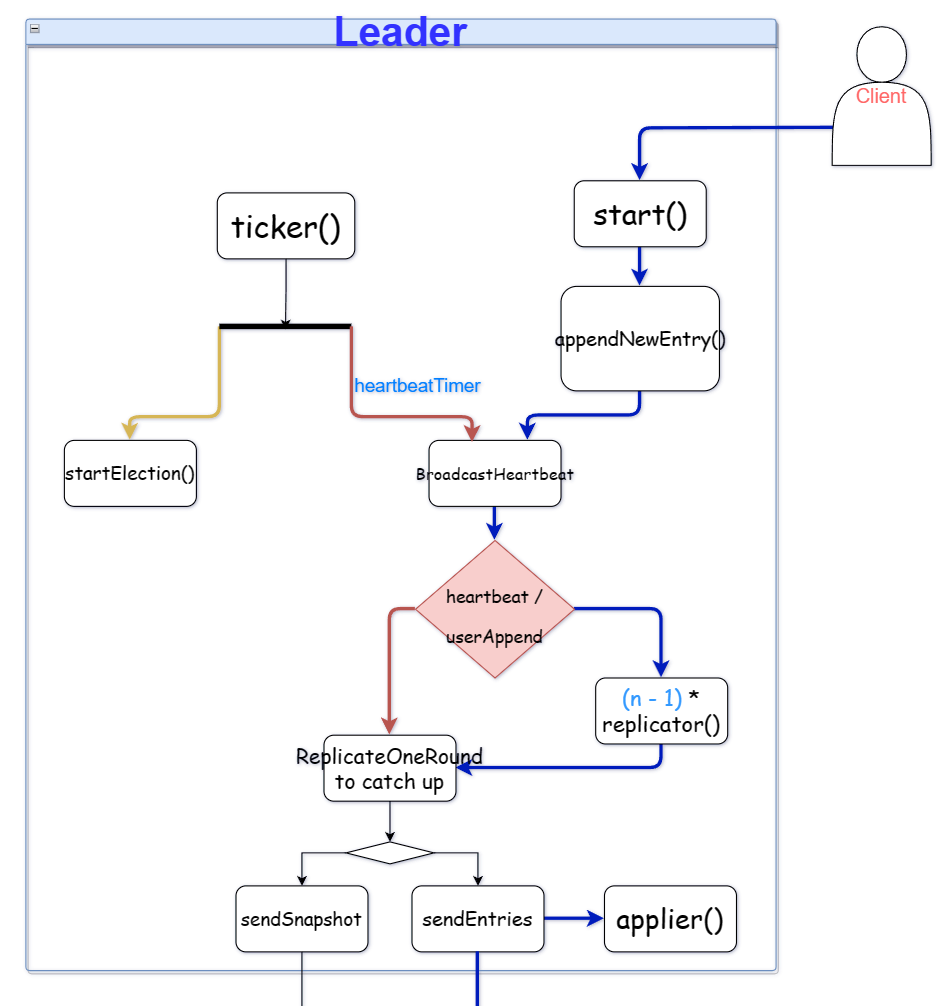 Leader
Client
start()
ticker()
appendNewEntry()
heartbeatTimer
startElection()
BroadcastHeartbeat
heartbeat /
userAppend
(n - 1) *
replicator()
ReplicateOneRound
to catch up
sendSnapshot
sendEntries
applier()